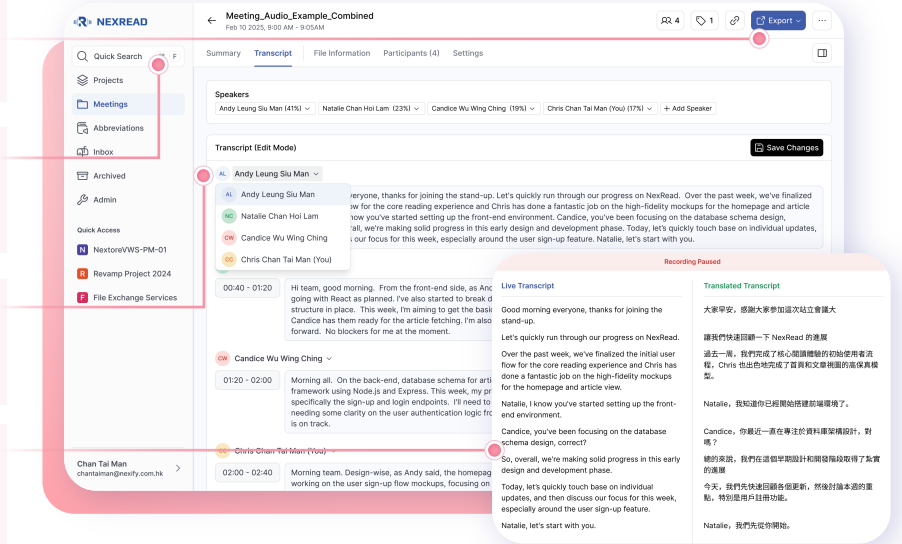 NEXREAD
Quick Search
F
Projects
Meetings
Abbreviations
Inbox
Archived
Admin
Quick Access
N NextoreVWS-PM-01
R Revamp Project 2024
F File Exchange Services
Chan Tai Man
chantaiman@nexify.com.hk
Meeting_Audio_Example_Combined
Feb 10 2025, 9:00 AM - 9:05AM
4
1
Export
Summary Transcript File Information Participants (4) Settings
Speakers
Andy Leung Siu Man (41%) Natalie Chan Hoi Lam (23%) Candice Wu Wing Ching (19%) Chris Chan Tai Man (You) (17%) + Add Speaker
Transcript (Edit Mode)
Save Changes
AL Andy Leung Siu Man
AL Andy Leung Siu Man
NC Natalie Chan Hoi Lam
CW Candice Wu Wing Ching
CC Chris Chan Tai Man (You)
everyone, thanks for joining the stand-up. Let's quickly run through our progress on NexRead. Over the past week, we've finalized
for the core reading experience and Chris has done a fantastic job on the high-fidelity mockups for the homepage and article
you've started setting up the front-end environment. Candice, you've been focusing on the database schema design,
we're making solid progress in this early design and development phase. Today, let's quickly touch base on individual updates,
our focus for this week, especially around the user sign-up feature. Natalie, let's start with you.
00:40 - 01:20
Hi team, good morning. From the front-end side, as
going with React as planned. I've also started to break
structure in place. This week, I'm aiming to get the
Candice has them ready for the article fetching. I'm also
forward. No blockers for me at the moment.
CW Candice Wu Wing Ching
01:20 - 02:00
Morning all. On the back-end, database schema for
framework using Node.js and Express. This week, my
specifically the sign-up and login endpoints. I'll need to
needing some clarity on the user authentication logic
is on track.
CC Chris Chan Tai Man (You)
02:00 - 02:40
Morning team. Design-wise, as Andy said, the
working on the user sign-up flow mockups, focusing on
Recording Paused
Live Transcript
Good morning everyone, thanks for joining the
stand-up.
Let's quickly run through our progress on NexRead.
Over the past week, we've finalized the initial user
flow for the core reading experience and Chris has
done a fantastic job on the high-fidelity mockups
for the homepage and article view.
Natalie, I know you've started setting up the front-
end environment.
Candice, you've been focusing on the database
schema design, correct?
So, overall, we're making solid progress in this early
design and development phase.
Today, let's quickly touch base on individual
updates, and then discuss our focus for this week,
especially around the user sign-up feature.
Natalie, let's start with you.
Translated Transcript
大家早安，感謝大家參加這次站立會議大
讓我們快速回顧一下 NexRead 的進展
過去一周，我們完成了核心閱讀體驗的初始使用者流
程，Chris 也出色地完成了首頁和文章視圖的高保真模
型。
Natalie，我知道你已經開始搭建前端環境了。
Candice，你最近一直在專注於資料庫架構設計，對
嗎？
總的來說，我們在這個早期設計和開發階段取得了紮實
的進展
今天，我們先快速回顧各個更新，然後討論本週的重
點，特別是用戶註冊功能。
Natalie，我們先從你開始。